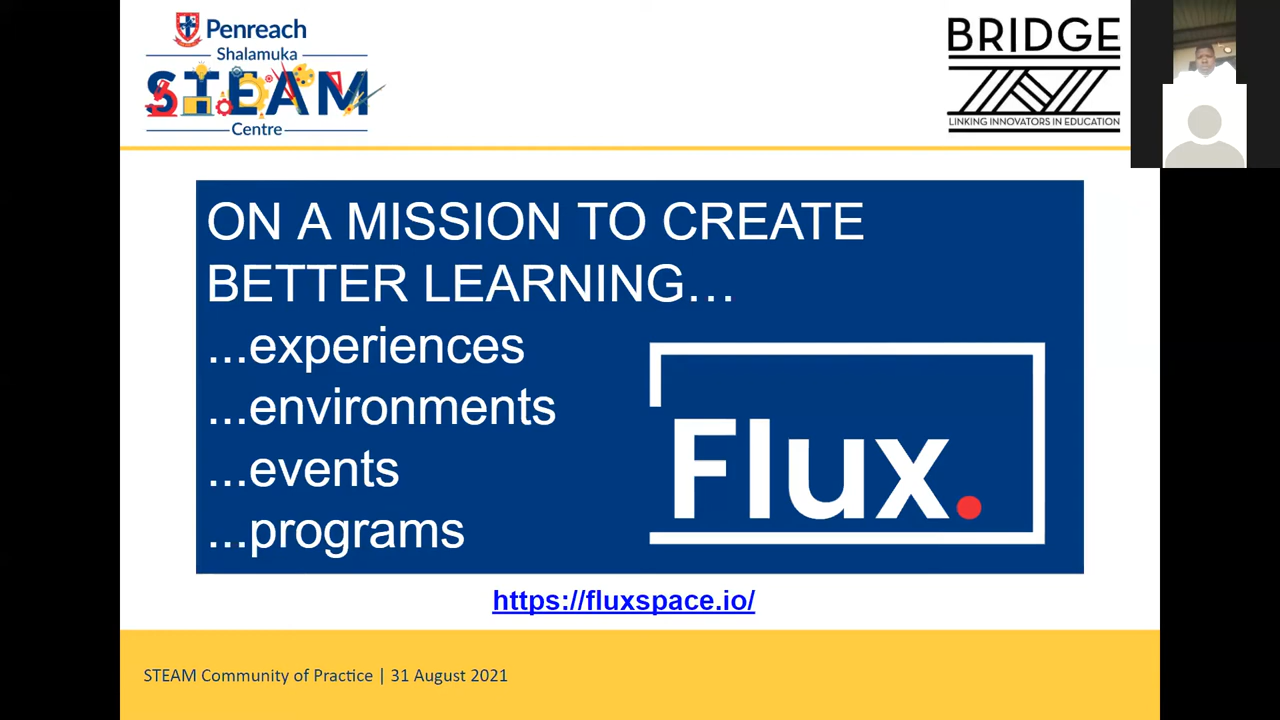 Penreach
Shalamuka
STEAM
Centre
BRIDGE
LINKING INNOVATORS IN EDUCATION
ON A MISSION TO CREATE
BETTER LEARNING…
...experiences
...environments
...events
...programs
Flux.
https://fluxspace.io/
STEAM Community of Practice | 31 August 2021